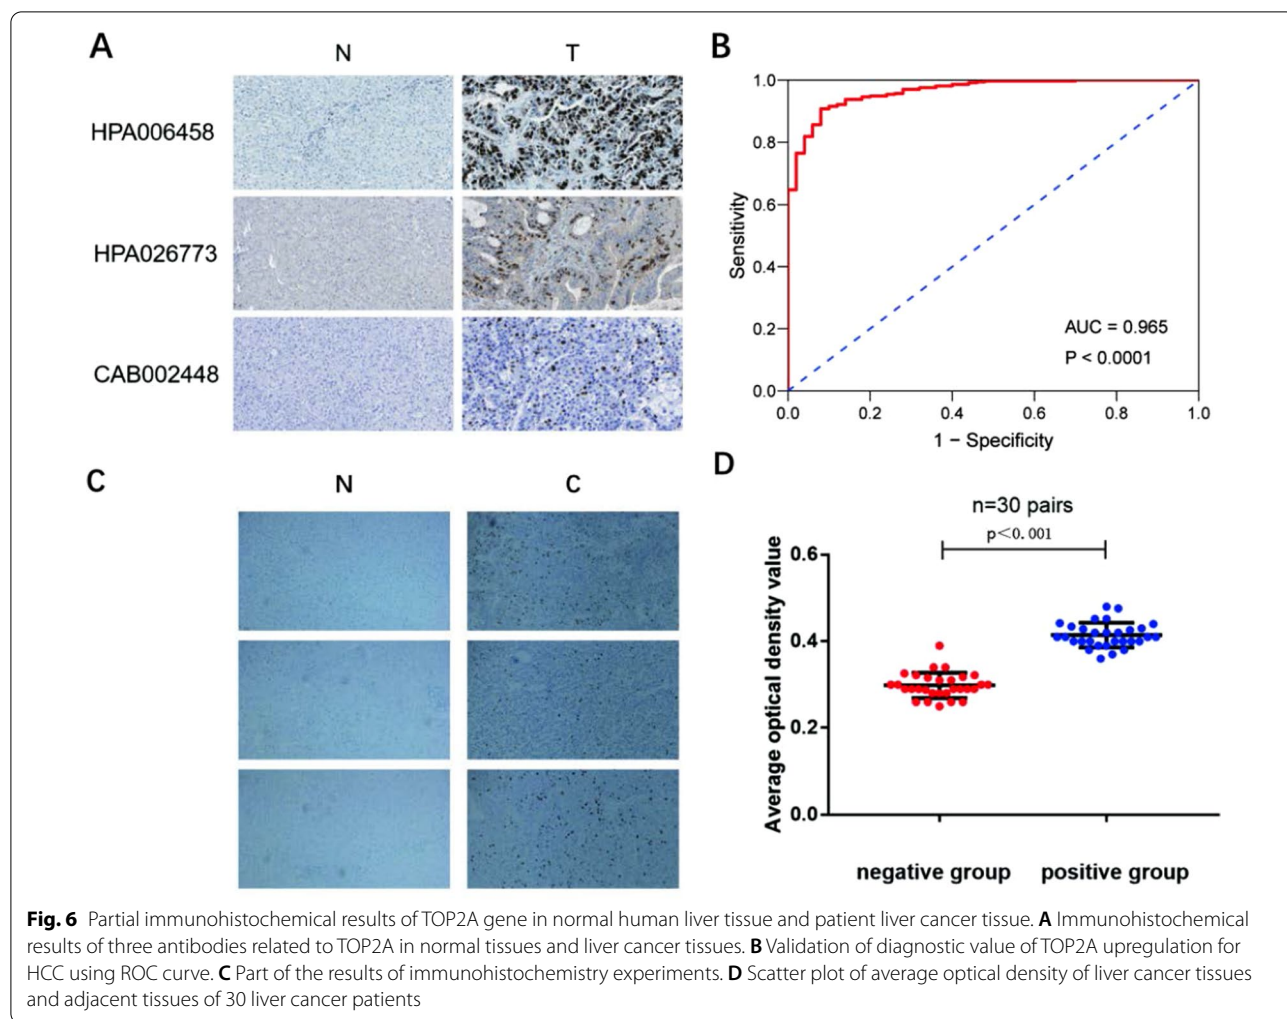 A
N
T
HPA006458
HPA026773
CAB002448
B
1.0
0.8
0.6
0.4
0.2
0.0
Sensitivity
AUC = 0.965
P < 0.0001
0.0 0.2 0.4 0.6 0.8 1.0
1 − Specificity
C
N
C
D
n=30 pairs
p<0.001
Average optical density value
0.6
0.4
0.2
0.0
negative group
positive group
Fig. 6 Partial immunohistochemical results of TOP2A gene in normal human liver tissue and patient liver cancer tissue. A Immunohistochemical
results of three antibodies related to TOP2A in normal tissues and liver cancer tissues. B Validation of diagnostic value of TOP2A upregulation for
HCC using ROC curve. C Part of the results of immunohistochemistry experiments. D Scatter plot of average optical density of liver cancer tissues
and adjacent tissues of 30 liver cancer patients